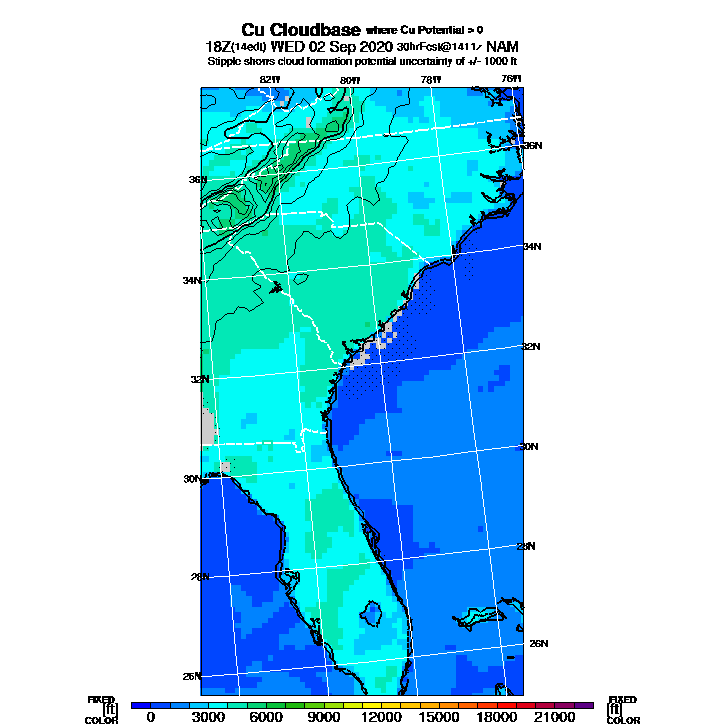 Cu Cloudbase where Cu Potential > 0
18Z(14edt) WED 02 Sep 2020 30hrFcst@1411z NAM
Stipple shows cloud formation potential uncertainty of +/- 1000 ft
82W 80W 78W 76W
36N
36N
34N
34N
32N
32N
30N
30N
28N
28N
26N
26N
FIXED FIXED
[ft] [ft]
COLOR COLOR
0 3000 6000 9000 12000 15000 18000 21000